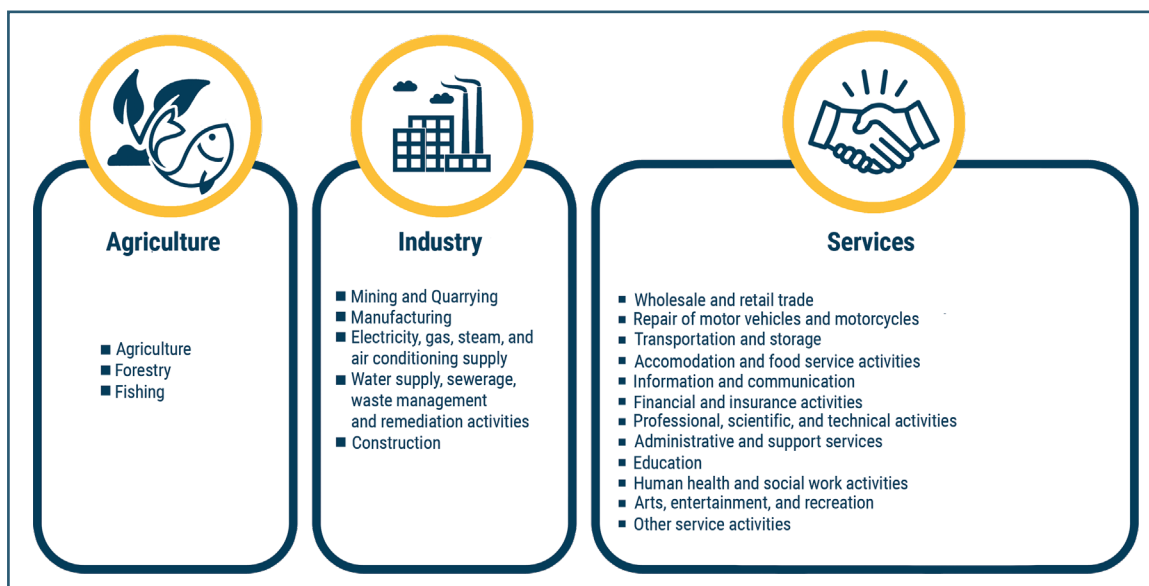 Agriculture
■ Agriculture
■ Forestry
■ Fishing
Industry
■ Mining and Quarrying
■ Manufacturing
■ Electricity, gas, steam, and
air conditioning supply
■ Water supply, sewerage,
waste management
and remediation activities
■ Construction
Services
■ Wholesale and retail trade
■ Repair of motor vehicles and motorcycles
■ Transportation and storage
■ Accomodation and food service activities
■ Information and communication
■ Financial and insurance activities
■ Professional, scientific, and technical activities
■ Administrative and support services
■ Education
■ Human health and social work activities
■ Arts, entertainment, and recreation
■ Other service activities